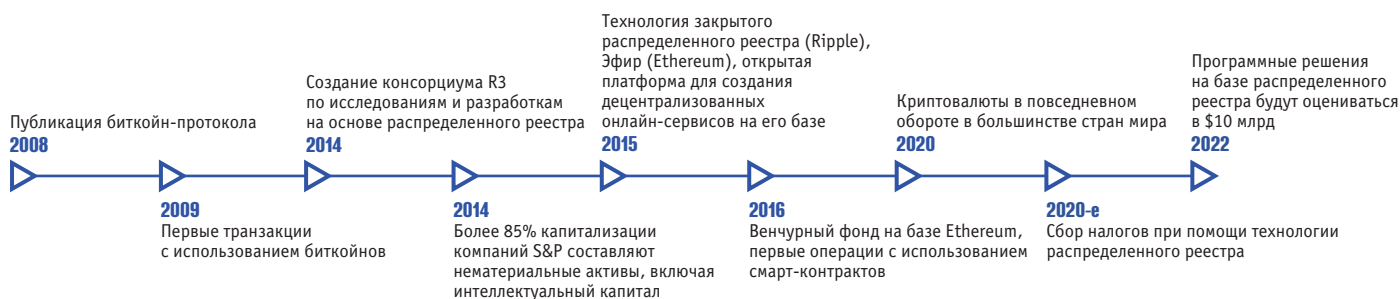 Публикация биткойн-протокола
2008
2009
Первые транзакции
с использованием биткойнов
Создание консорциума R3
по исследованиям и разработкам
на основе распределенного реестра
2014
2014
Более 85% капитализации
компаний S&P составляют
нематериальные активы, включая
интеллектуальный капитал
Технология закрытого
распределенного реестра (Ripple),
Эфир (Ethereum), открытая
платформа для создания
децентрализованных
онлайн-сервисов на его базе
2015
2016
Венчурный фонд на базе Ethereum,
первые операции с использованием
смарт-контрактов
Криптовалюты в повседневном
обороте в большинстве стран мира
2020
2020-е
Сбор налогов при помощи технологии
распределенного реестра
Программные решения
на базе распределенного
реестра будут оцениваться
в $10 млрд
2022